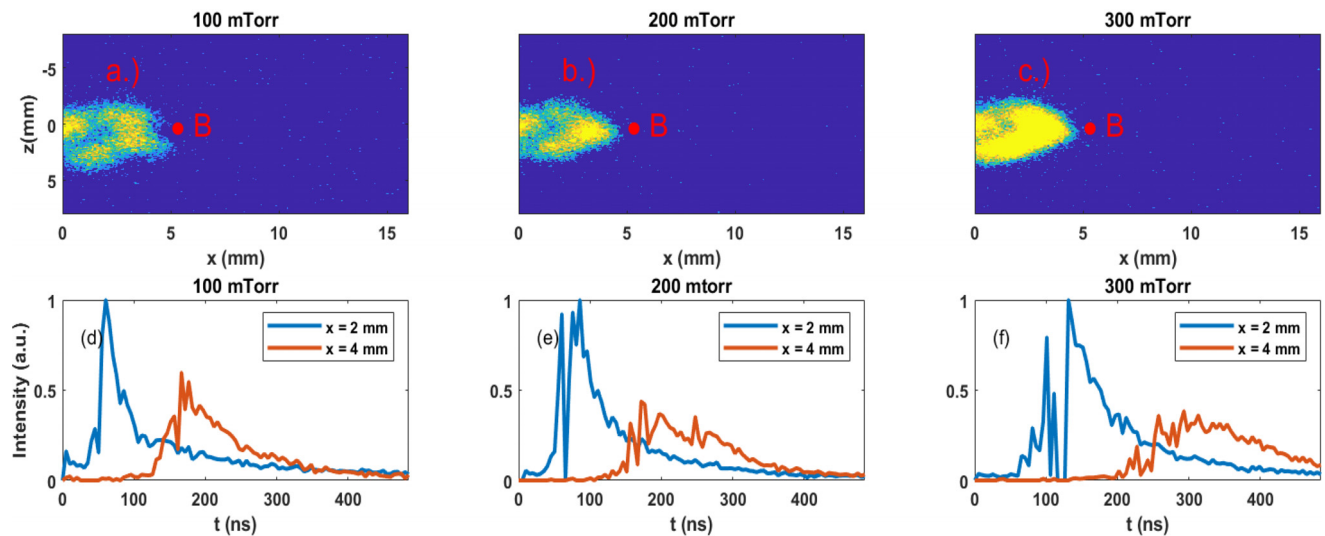 100 mTorr
200 mTorr
300 mTorr
a.)
b.)
c.)
B
B
B
z(mm)
-5
0
5
0
5
10
15
0
5
10
15
0
5
10
15
x (mm)
x (mm)
x (mm)
100 mTorr
200 mtorr
300 mTorr
(d)
(e)
(f)
x = 2 mm
x = 4 mm
x = 2 mm
x = 4 mm
x = 2 mm
x = 4 mm
Intensity (a.u.)
1
0.5
0
1
0.5
0
1
0.5
0
0
100
200
300
400
0
100
200
300
400
0
100
200
300
400
t (ns)
t (ns)
t (ns)